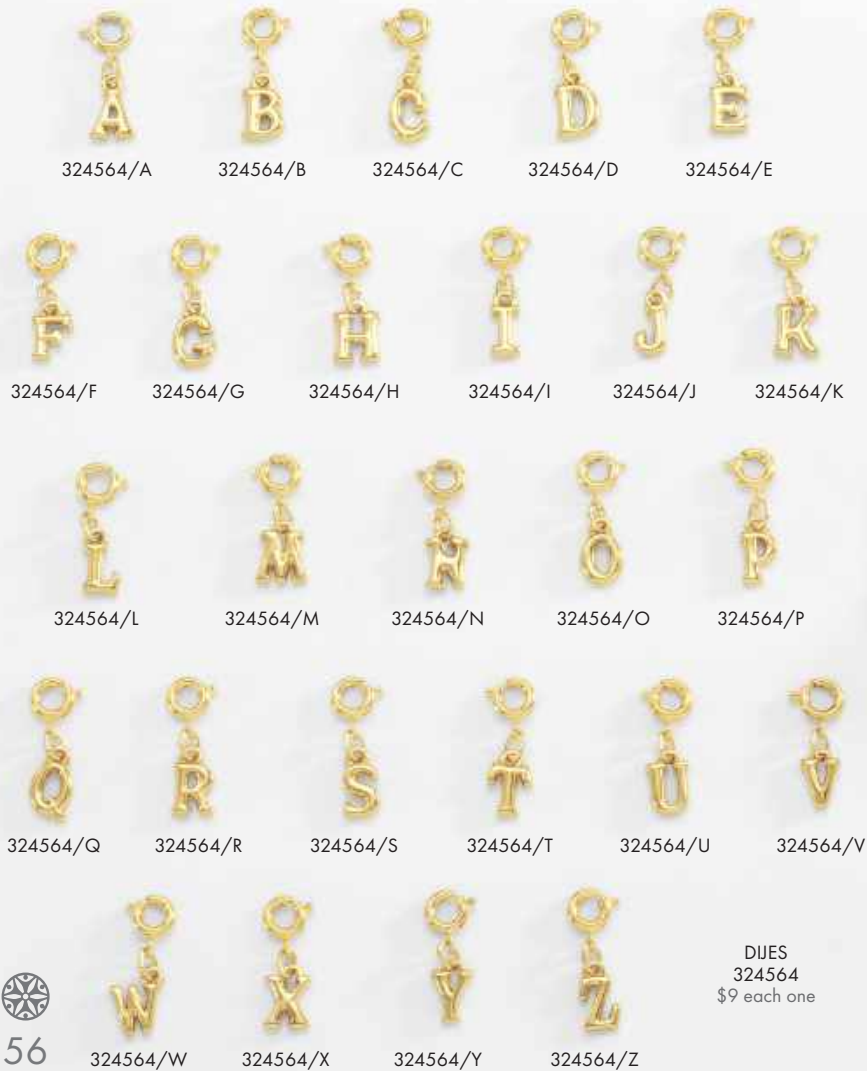 A B C D E
324564/A 324564/B 324564/C 324564/D 324564/E
F G H I J K
324564/F 324564/G 324564/H 324564/I 324564/J 324564/K
L M N O P
324564/L 324564/M 324564/N 324564/O 324564/P
Q R S T U V
324564/Q 324564/R 324564/S 324564/T 324564/U 324564/V
W X Y Z
324564/W 324564/X 324564/Y 324564/Z
DIJES
324564
$9 each one
56